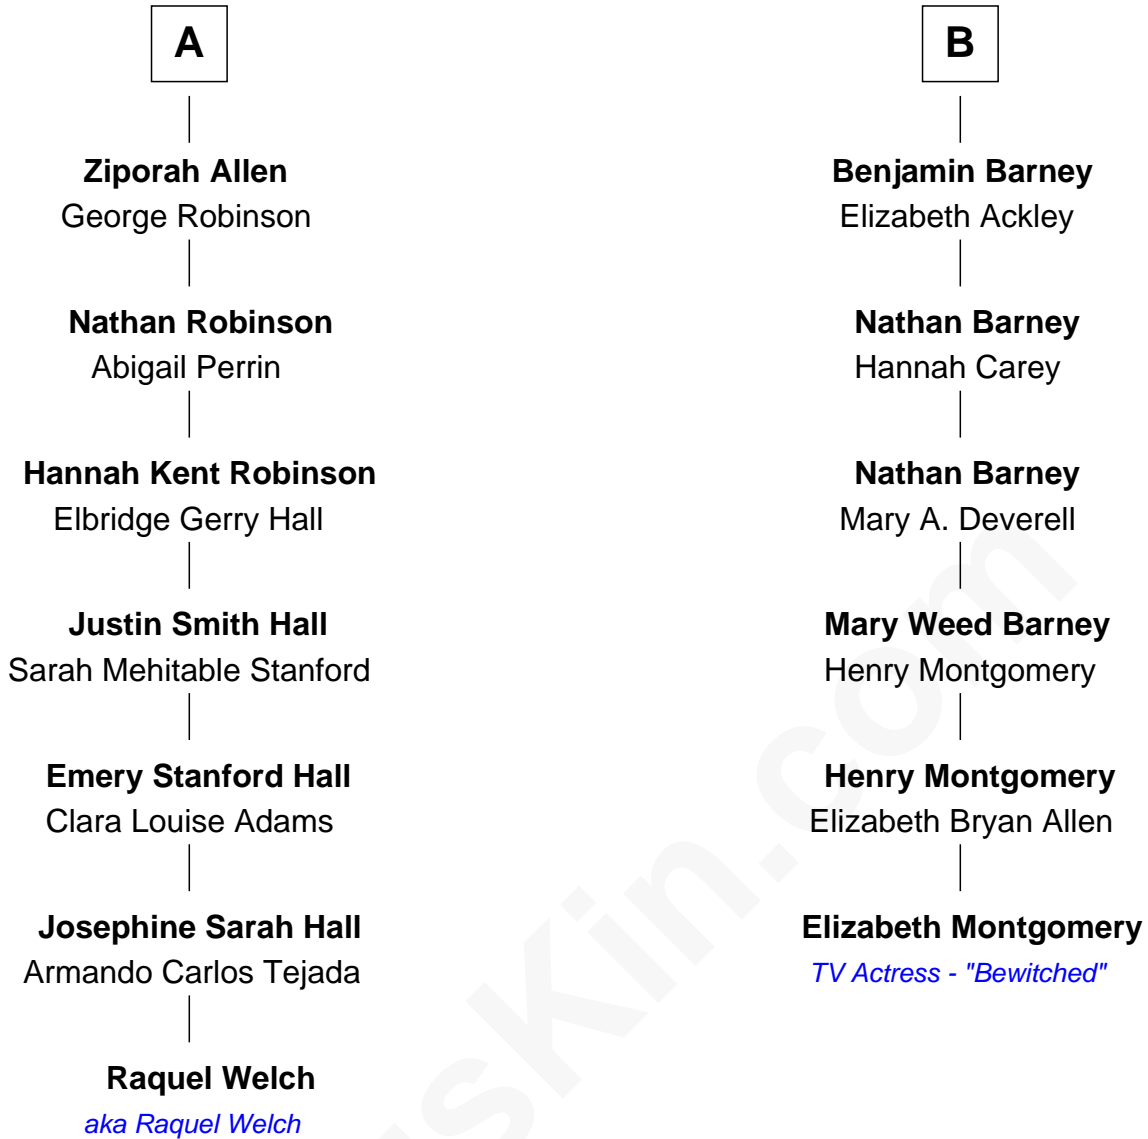 A
Ziporah Allen
George Robinson
Nathan Robinson
Abigail Perrin
Hannah Kent Robinson
Elbridge Gerry Hall
Justin Smith Hall
Sarah Mehitable Stanford
Emery Stanford Hall
Clara Louise Adams
Josephine Sarah Hall
Armando Carlos Tejada
Raquel Welch
aka Raquel Welch
B
Benjamin Barney
Elizabeth Ackley
Nathan Barney
Hannah Carey
Nathan Barney
Mary A. Deverell
Mary Weed Barney
Henry Montgomery
Henry Montgomery
Elizabeth Bryan Allen
Elizabeth Montgomery
TV Actress - "Bewitched"
usKin.com